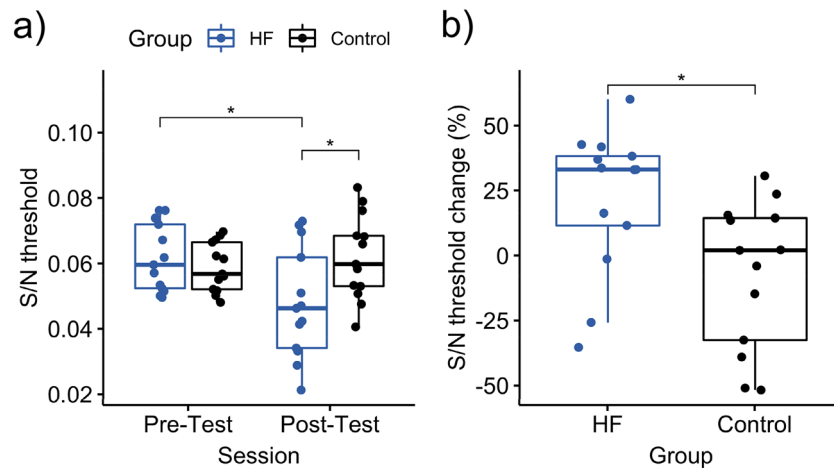 a)
Group HF Control
S/N threshold
0.10
0.08
0.06
0.04
0.02
*
*
Pre-Test Post-Test
Session
b)
S/N threshold change (%)
50
25
0
-25
-50
*
HF Control
Group